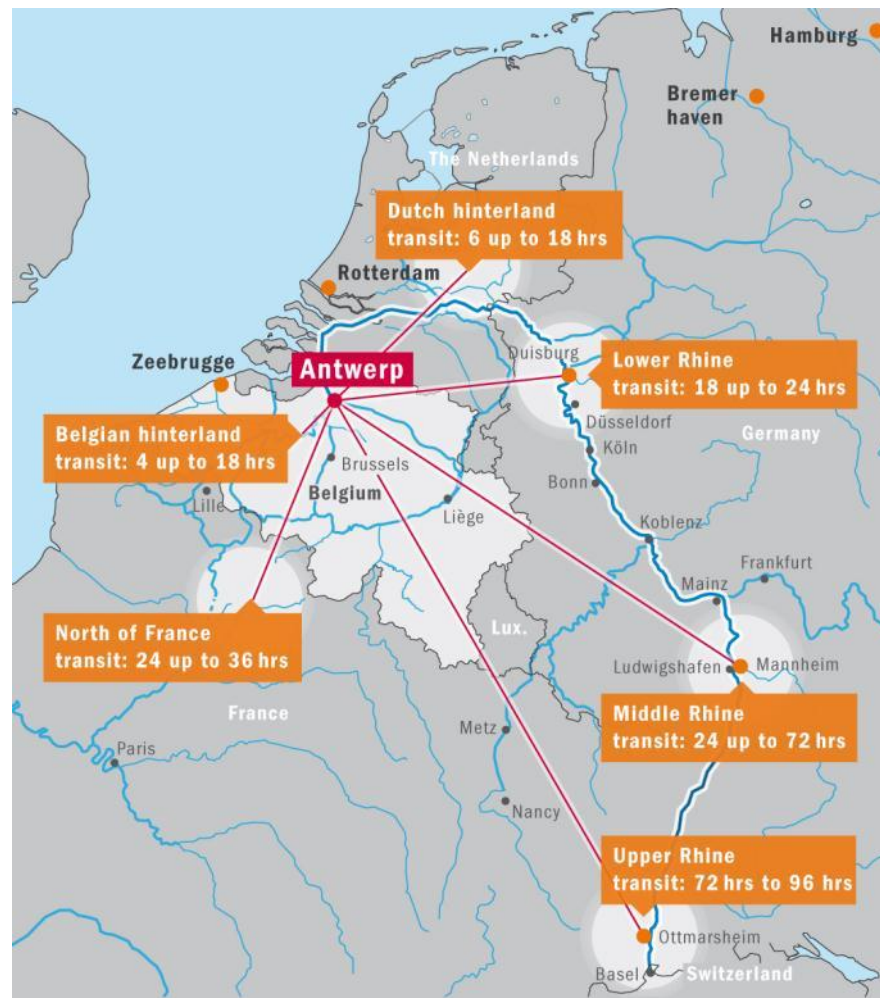 Hamburg
Bremer
haven
The Netherlands
Dutch hinterland
transit: 6 up to 18 hrs
Rotterdam
Zeebrugge
Antwerp
Duisburg
Lower Rhine
transit: 18 up to 24 hrs
Düsseldorf
Germany
Belgian hinterland
transit: 4 up to 18 hrs
Köln
Brussels
Bonn
Belgium
Lille
Liège
Koblenz
Frankfurt
Mainz
North of France
transit: 24 up to 36 hrs
Lux.
Ludwigshafen
Mannheim
France
Middle Rhine
transit: 24 up to 72 hrs
Metz
Paris
Nancy
Upper Rhine
transit: 72 hrs to 96 hrs
Ottmarsheim
Basel
Switzerland